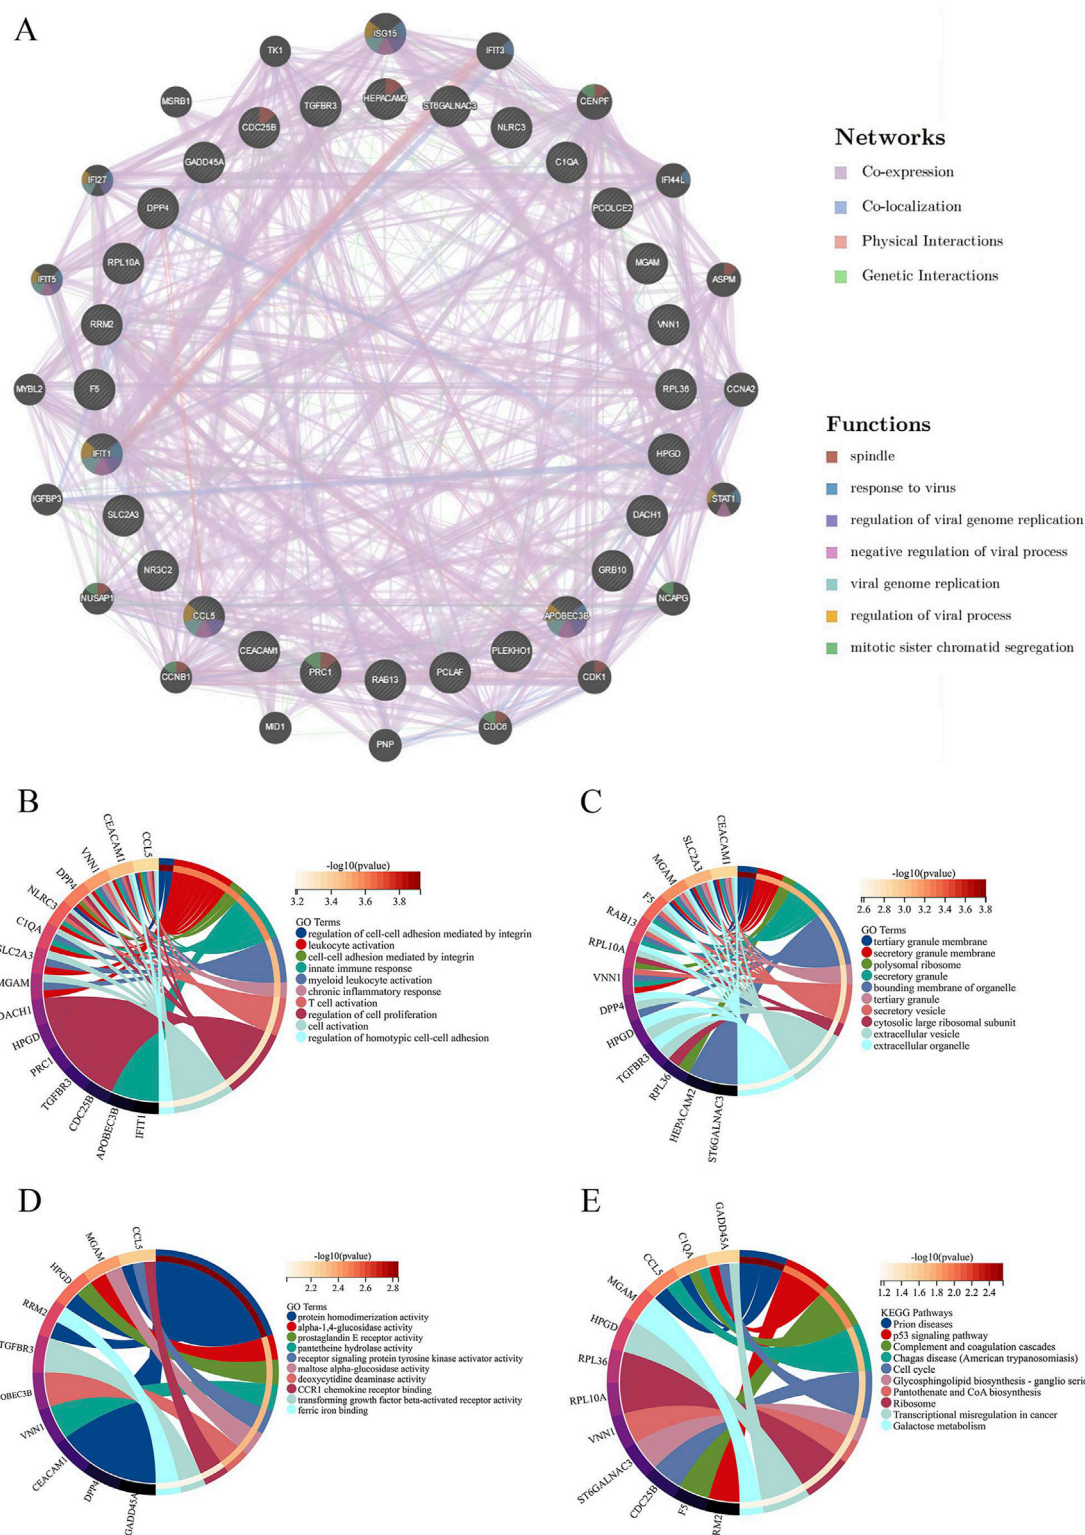 A
ISG15
TK1
IFIT3
MSRB1
HEPACAM2
TGFBR3
ST6GALNAC3
CENPF
CDC25B
NLRC3
GADD45A
C1QA
IFI27
IFI44L
DPP4
PCOLCE2
RPL10A
MGAM
IFIT5
ASPM
RRM2
VNN1
MYBL2
F5
RPL36
CCNA2
IFIT1
HPGD
IGFBP3
STAT1
SLC2A3
DACH1
NR3C2
GRB10
NUSAP1
NCAPG
CCL5
APOBEC3B
CEACAM1
PLEKHO1
CCNB1
PRC1
RAB13
PCLAF
CDK1
MID1
CDC6
PNP
Networks
Co-expression
Co-localization
Physical Interactions
Genetic Interactions
Functions
spindle
response to virus
regulation of viral genome replication
negative regulation of viral process
viral genome replication
regulation of viral process
mitotic sister chromatid segregation
B
CCL5
CEACAM1
VNN1
DPP4
NLRC3
C1QA
SLC2A3
MGAM
DACH1
HPGD
PRC1
TGFBR3
CDC25B
APOBEC3B
IFIT1
-log10(pvalue)
3.2 3.4 3.6 3.8
GO Terms
regulation of cell-cell adhesion mediated by integrin
leukocyte activation
cell-cell adhesion mediated by integrin
innate immune response
myeloid leukocyte activation
chronic inflammatory response
T cell activation
regulation of cell proliferation
cell activation
regulation of homotypic cell-cell adhesion
C
CEACAM1
SLC2A3
MGAM
F5
RAB13
RPL10A
VNN1
DPP4
HPGD
TGFBR3
RPL36
HEPACAM2
ST6GALNAC3
-log10(pvalue)
2.6 2.8 3.0 3.2 3.4 3.6 3.8
GO Terms
tertiary granule membrane
secretory granule membrane
polysomal ribosome
secretory granule
bounding membrane of organelle
tertiary granule
secretory vesicle
cytosolic large ribosomal subunit
extracellular vesicle
extracellular organelle
D
CCL5
MGAM
HPGD
RRM2
TGFBR3
OBEC3B
VNN1
CEACAM1
DPP4
GADD45A
-log10(pvalue)
2.2 2.4 2.6 2.8
GO Terms
protein homodimerization activity
alpha-1,4-glucosidase activity
prostaglandin E receptor activity
pantetheine hydrolase activity
receptor signaling protein tyrosine kinase activator activity
maltose alpha-glucosidase activity
deoxycytidine deaminase activity
CCR1 chemokine receptor binding
transforming growth factor beta-activated receptor activity
ferric iron binding
E
GADD45A
C1QA
CCL5
MGAM
HPGD
RPL36
RPL10A
VNN1
ST6GALNAC3
CDC25B
F5
RM2
-log10(pvalue)
1.2 1.4 1.6 1.8 2.0 2.2 2.4
KEGG Pathways
Prion diseases
p53 signaling pathway
Complement and coagulation cascades
Chagas disease (American trypanosomiasis)
Cell cycle
Glycosphingolipid biosynthesis - ganglio serie
Pantothenate and CoA biosynthesis
Ribosome
Transcriptional misregulation in cancer
Galactose metabolism